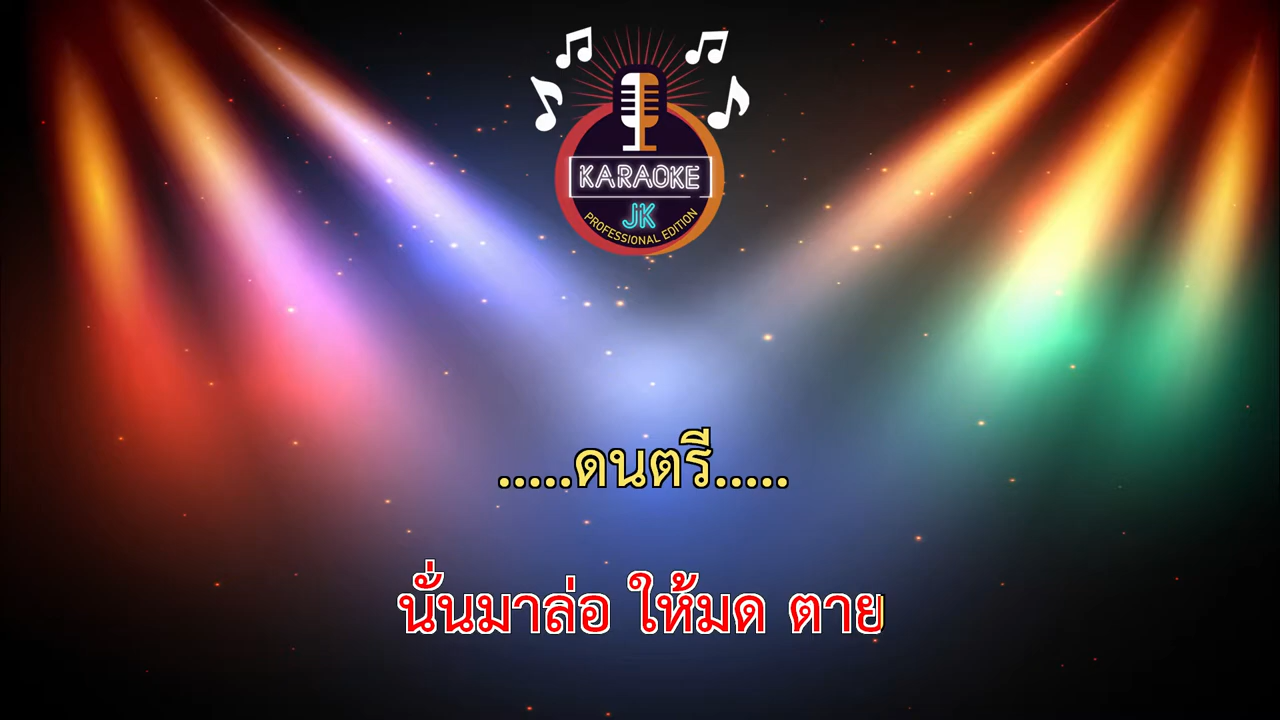 KARAOKE
JK
PROFESSIONAL EDITION
.....ดนตรี.....
นั่นมาล่อ ให้มด ตาย